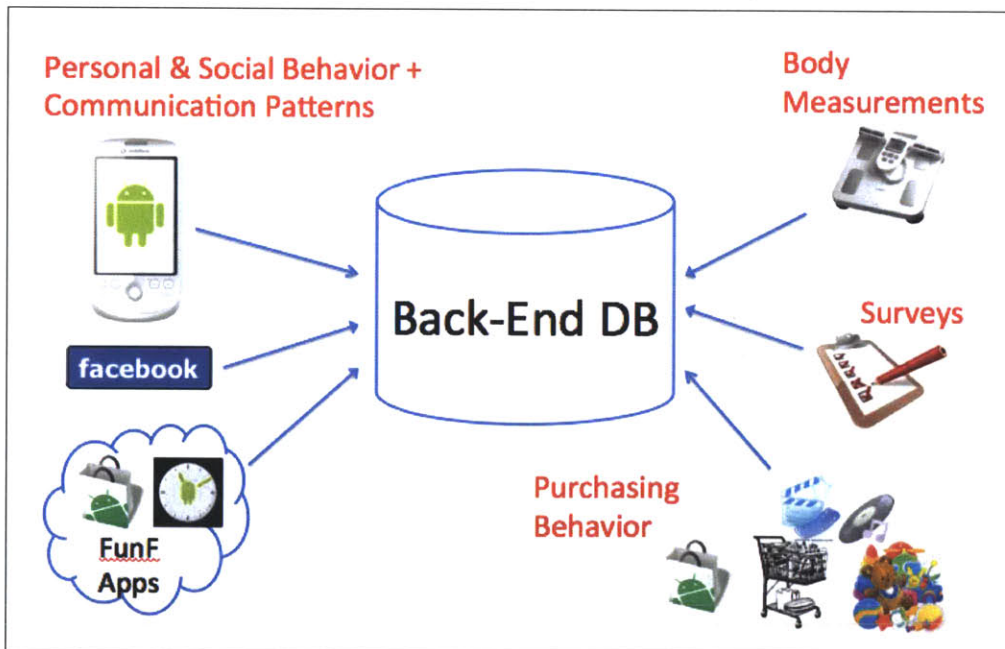 Personal & Social Behavior +
Communication Patterns
Body
Measurements
Back-End DB
Surveys
facebook
FunF
Apps
Purchasing
Behavior